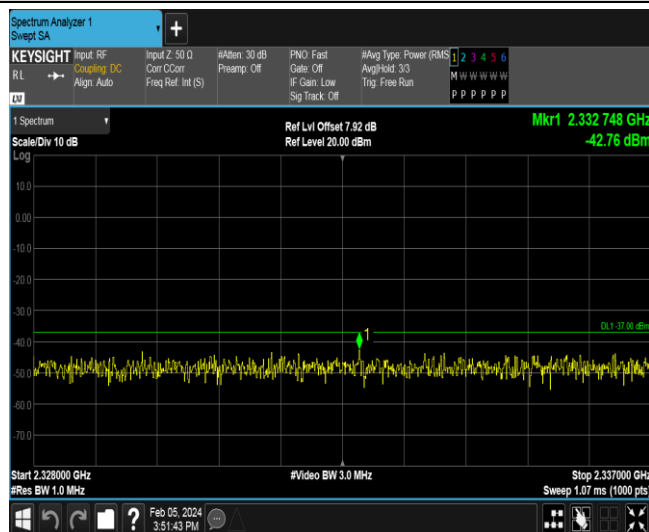 Spectrum Analyzer 1
Swept SA
+
KEYSIGHT Input: RF Input Z: 50 Ω #Atten: 30 dB PNO: Fast #Avg Type: Power (RMS 1 2 3 4 5 6
RL Coupling: DC Corr CCorr Preamp: Off Gate: Off Avg|Hold: 3/3 M W W W W W
Align: Auto Freq Ref: Int (S) IF Gain: Low Trig: Free Run
LXI Sig Track: Off P P P P P P
1 Spectrum Ref Lvl Offset 7.92 dB Mkr1 2.332 748 GHz
Scale/Div 10 dB Ref Level 20.00 dBm -42.76 dBm
Log
10.0
0.00
-10.0
-20.0
-30.0
DL1 -37.00 dBm
1
-40.0
-50.0
-60.0
-70.0
Start 2.328000 GHz #Video BW 3.0 MHz Stop 2.337000 GHz
#Res BW 1.0 MHz Sweep 1.07 ms (1000 pts)
? Feb 05, 2024
3:51:43 PM